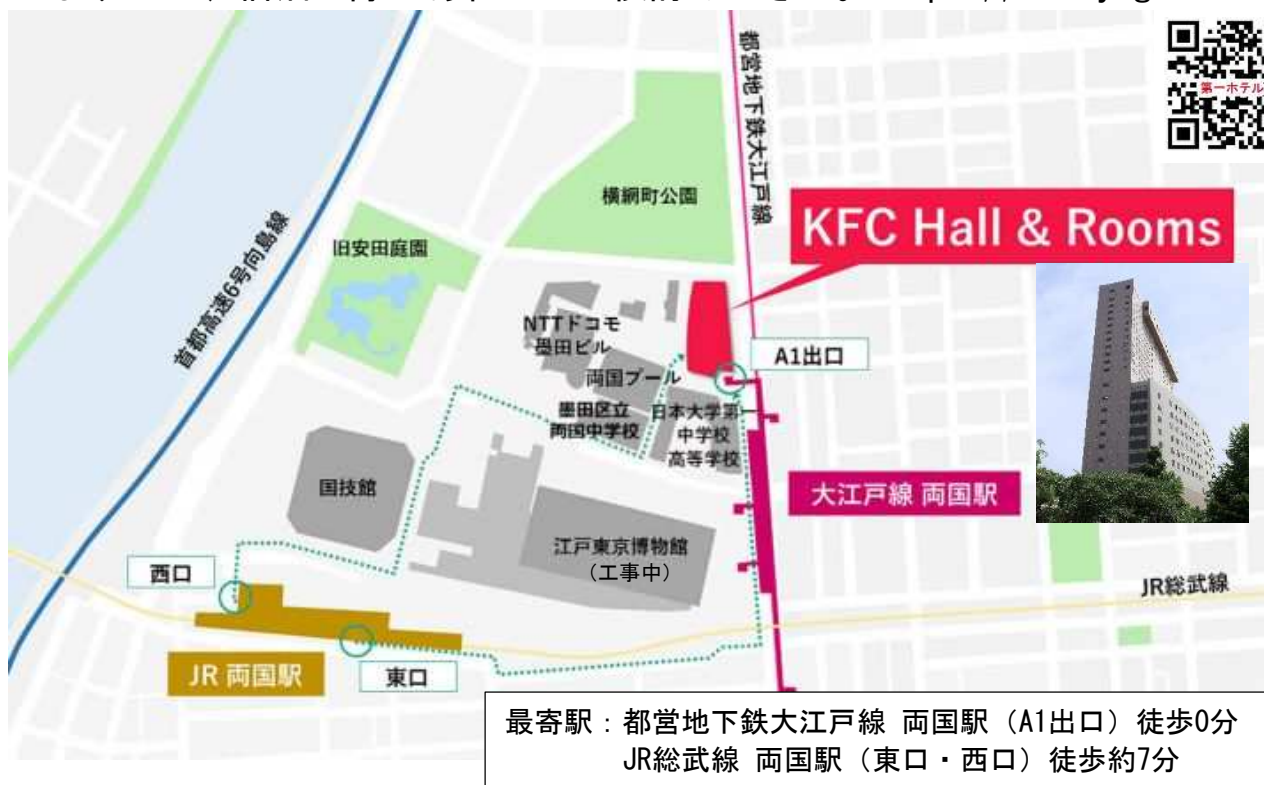 都営地下鉄大江戸線
第一ホテル
横網町公園
首都高速6号向島線
旧安田庭園
KFC Hall & Rooms
NTTドコモ
墨田ビル
両国プール
A1出口
墨田区立
両国中学校
日本大学第一
中学校
高等学校
国技館
大江戸線 両国駅
江戸東京博物館
(工事中)
西口
JR総武線
JR 両国駅
東口
最寄駅：都営地下鉄大江戸線 両国駅（A1出口）徒歩0分
JR総武線 両国駅（東口・西口）徒歩約7分